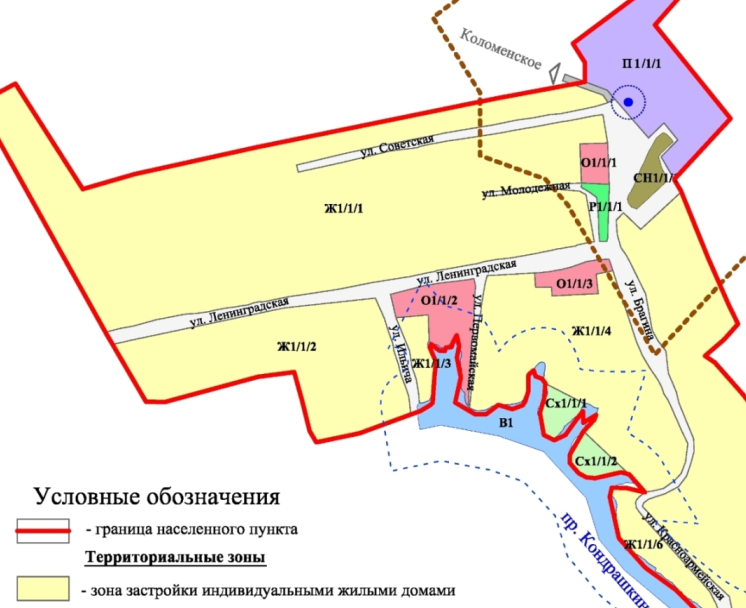 Коломенское
П 1/1/1
ул. Советская
О1/1/1
СН1/1/
ул. Молодежная
Р1/1/1
Ж1/1/1
ул. Ленинградская
О1/1/3
О1/1/2
ул. Ленинградская
ул. Первомайская
ул. Брагина
Ж1/1/4
ул. Ильича
Ж1/1/2
Ж1/1/3
Сх1/1/1
В1
Сх1/1/2
Условные обозначения
- граница населенного пункта
Территориальные зоны
- зона застройки индивидуальными жилыми домами
пр. Кондрашкин
ул. Красноармейская
Ж1/1/6